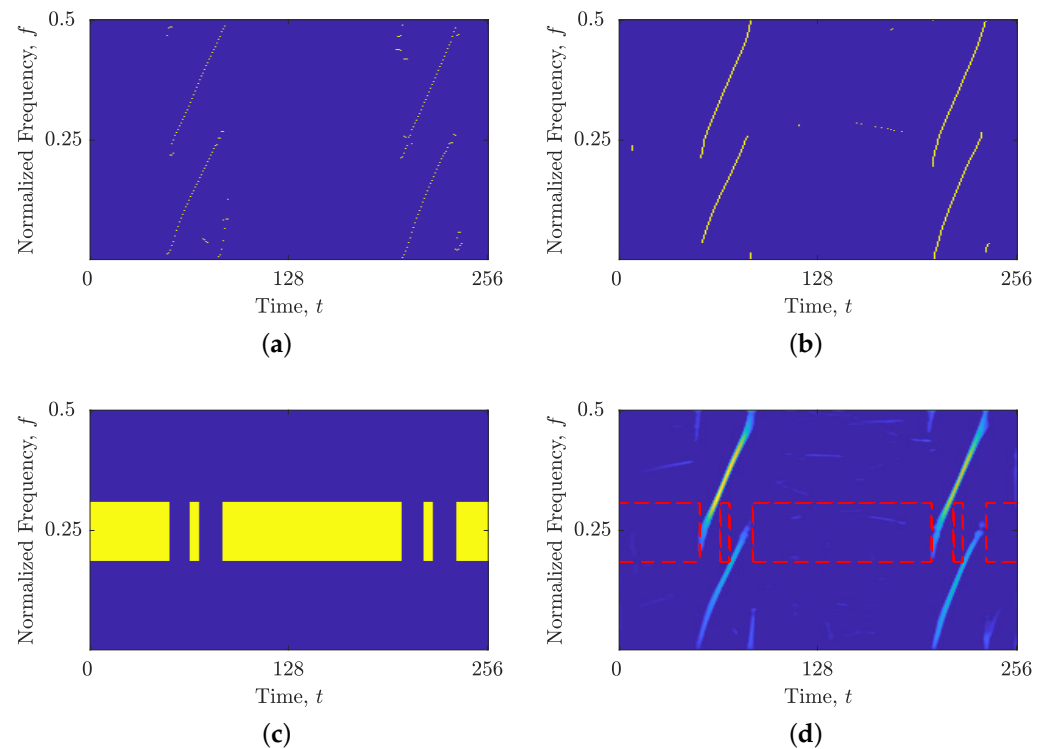 0.5
0.25
Normalized Frequency, f
0
128
256
Time, t
(a)
0.5
0.25
Normalized Frequency, f
0
128
256
Time, t
(b)
0.5
0.25
Normalized Frequency, f
0
128
256
Time, t
(c)
0.5
0.25
Normalized Frequency, f
0
128
256
Time, t
(d)